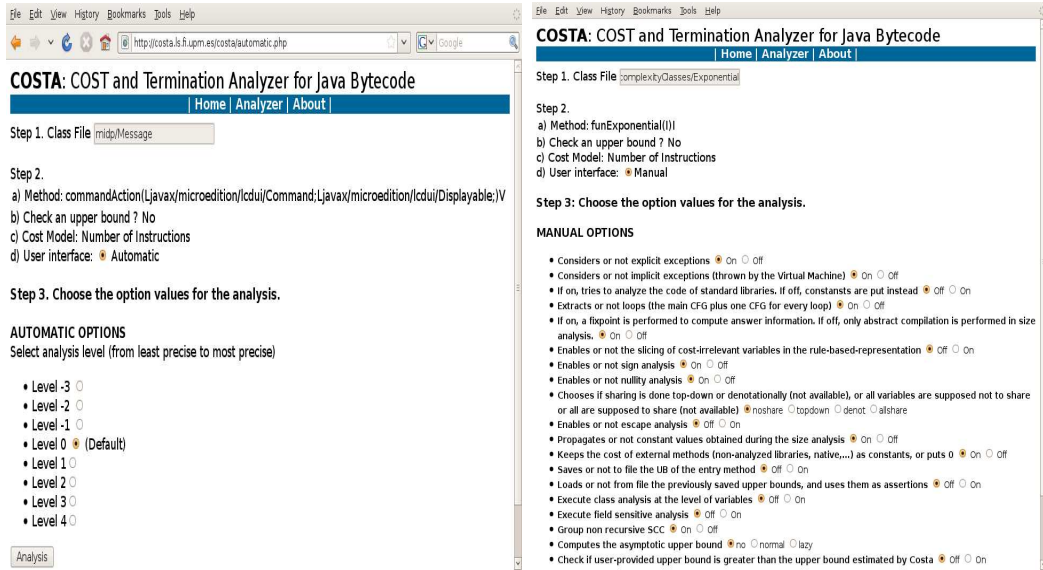 File Edit View History Bookmarks Tools Help
http://costa.ls.fi.upm.es/costa/automatic.php
Google
COSTA: COST and Termination Analyzer for Java Bytecode
| Home | Analyzer | About |
Step 1. Class File midp/Message
Step 2.
a) Method: commandAction(Ljavax/microedition/lcdui/Command;Ljavax/microedition/lcdui/Displayable;)V
b) Check an upper bound ? No
c) Cost Model: Number of Instructions
d) User interface: Automatic
Step 3. Choose the option values for the analysis.
AUTOMATIC OPTIONS
Select analysis level (from least precise to most precise)
• Level -3
• Level -2
• Level -1
• Level 0 (Default)
• Level 1
• Level 2
• Level 3
• Level 4
Analysis
File Edit View History Bookmarks Tools Help
COSTA: COST and Termination Analyzer for Java Bytecode
| Home | Analyzer | About |
Step 1. Class File complexityClasses/Exponential
Step 2.
a) Method: funExponential(I)I
b) Check an upper bound ? No
c) Cost Model: Number of Instructions
d) User interface: Manual
Step 3: Choose the option values for the analysis.
MANUAL OPTIONS
• Considers or not explicit exceptions On Off
• Considers or not implicit exceptions (thrown by the Virtual Machine) On Off
• If on, tries to analyze the code of standard libraries. If off, constansts are put instead Off On
• Extracts or not loops (the main CFG plus one CFG for every loop) On Off
• If on, a fixpoint is performed to compute answer information. If off, only abstract compilation is performed in size
analysis. On Off
• Enables or not the slicing of cost-irrelevant variables in the rule-based-representation Off On
• Enables or not sign analysis On Off
• Enables or not nullity analysis On Off
• Chooses if sharing is done top-down or denotationally (not available), or all variables are supposed not to share
or all are supposed to share (not available) noshare topdown denot allshare
• Enables or not escape analysis Off On
• Propagates or not constant values obtained during the size analysis On Off
• Keeps the cost of external methods (non-analyzed libraries, native,...) as constants, or puts 0 On Off
• Saves or not to file the UB of the entry method Off On
• Loads or not from file the previously saved upper bounds, and uses them as assertions Off On
• Execute class analysis at the level of variables Off On
• Execute field sensitive analysis Off On
• Group non recursive SCC On Off
• Computes the asymptotic upper bound no normal lazy
• Check if user-provided upper bound is greater than the upper bound estimated by Costa Off On